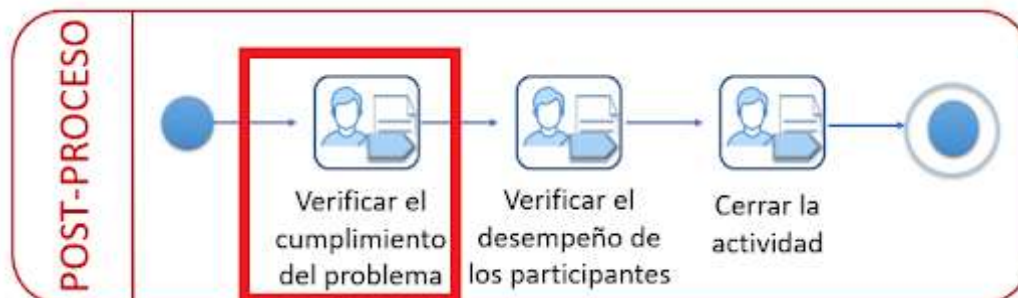 POST-PROCESO
Verificar el
cumplimiento
del problema
Verificar el
desempeño de
los participantes
Cerrar la
actividad